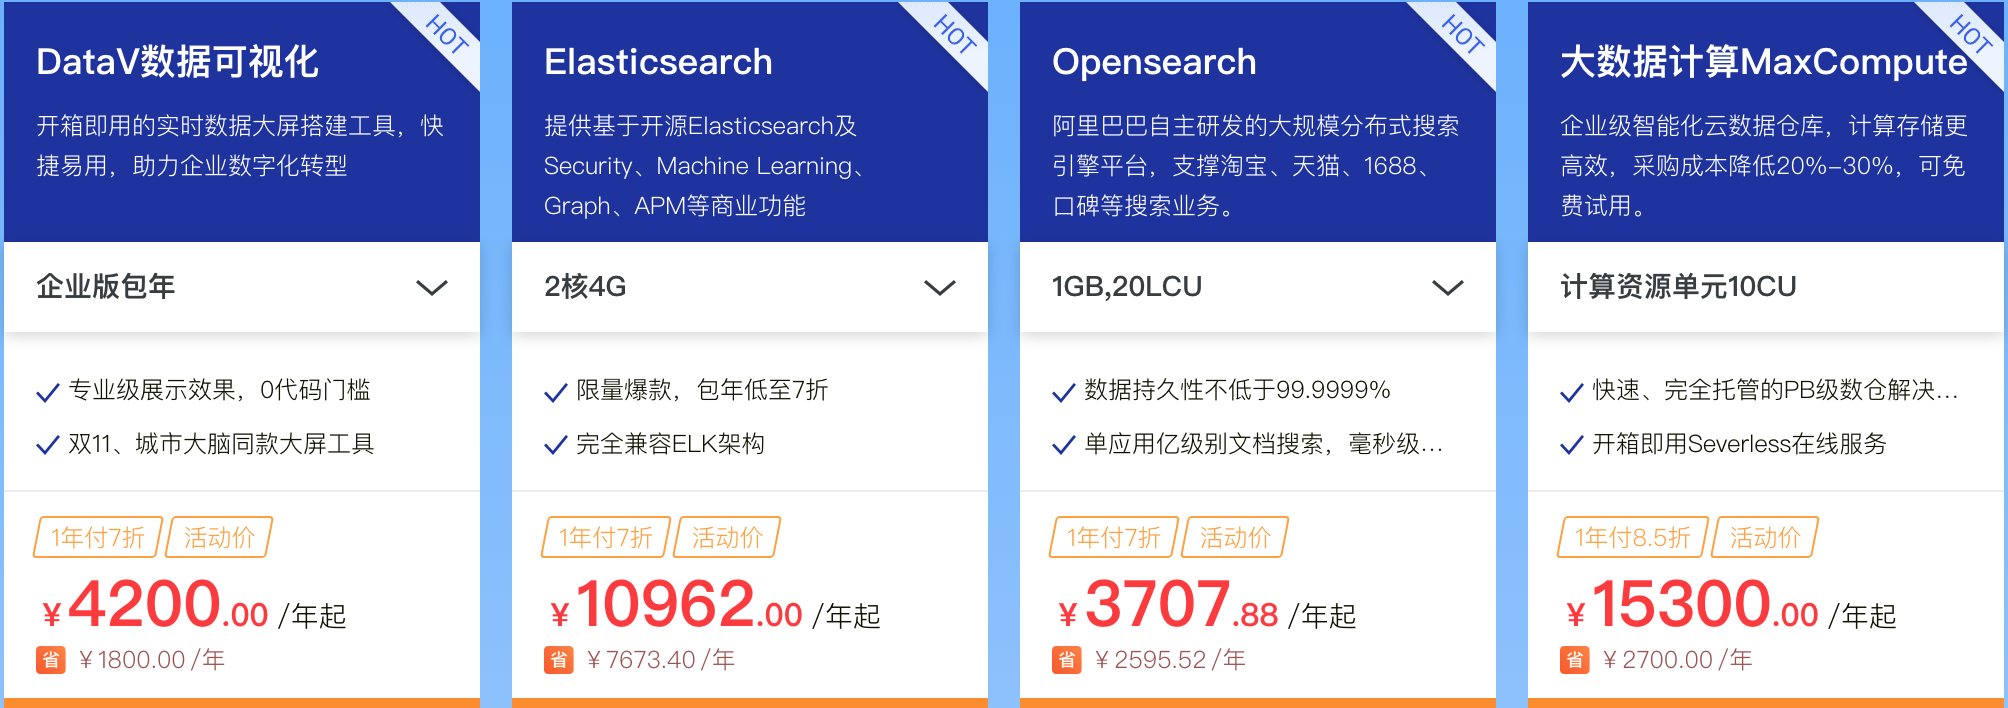 HOT
DataV数据可视化
开箱即用的实时数据大屏搭建工具，快
捷易用，助力企业数字化转型
企业版包年
专业级展示效果，0代码门槛
双11、城市大脑同款大屏工具
1年付7折 活动价
¥4200.00 /年起
省 ¥1800.00/年
HOT
Elasticsearch
提供基于开源Elasticsearch及
Security、Machine Learning、
Graph、APM等商业功能
2核4G
限量爆款，包年低至7折
完全兼容ELK架构
1年付7折 活动价
¥10962.00 /年起
省 ¥7673.40/年
HOT
Opensearch
阿里巴巴自主研发的大规模分布式搜索
引擎平台，支撑淘宝、天猫、1688、
口碑等搜索业务。
1GB,20LCU
数据持久性不低于99.9999%
单应用亿级别文档搜索，毫秒级...
1年付7折 活动价
¥3707.88 /年起
省 ¥2595.52/年
HOT
大数据计算MaxCompute
企业级智能化云数据仓库，计算存储更
高效，采购成本降低20%-30%，可免
费试用。
计算资源单元10CU
快速、完全托管的PB级数仓解决...
开箱即用Severless在线服务
1年付8.5折 活动价
¥15300.00 /年起
省 ¥2700.00/年